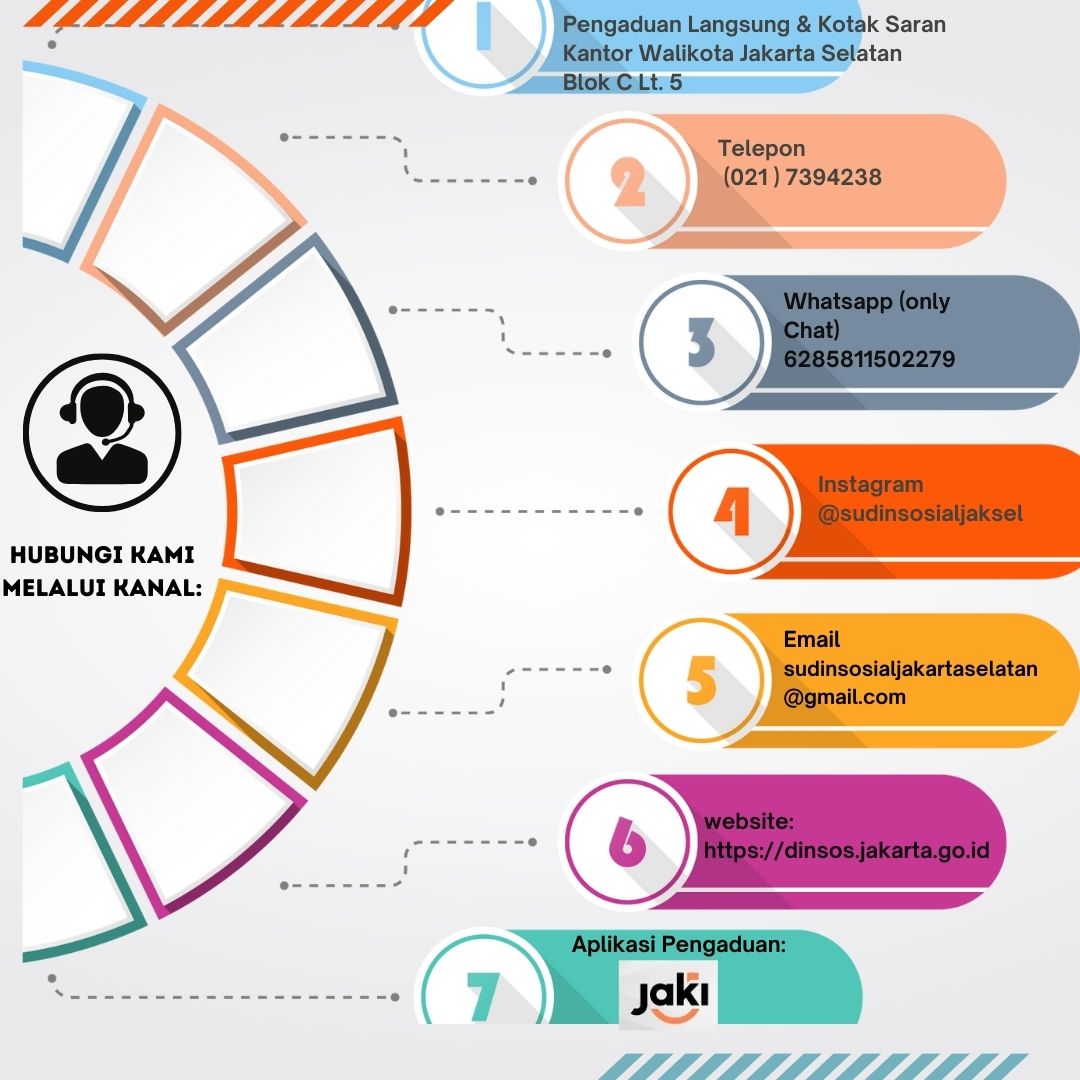 1
Pengaduan Langsung & Kotak Saran
Kantor Walikota Jakarta Selatan
Blok C Lt. 5
2
Telepon
(021 ) 7394238
3
Whatsapp (only
Chat)
6285811502279
HUBUNGI KAMI
MELALUI KANAL:
4
Instagram
@sudinsosialjaksel
5
Email
sudinsosialjakartaselatan
@gmail.com
6
website:
https://dinsos.jakarta.go.id
7
Aplikasi Pengaduan:
jaki